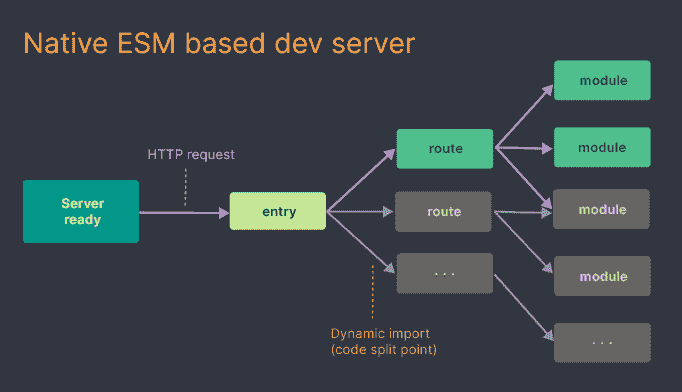 Native ESM based dev server
module
HTTP request
route
module
Server
ready
entry
route
module
. . .
module
Dynamic import
(code split point)
. . .